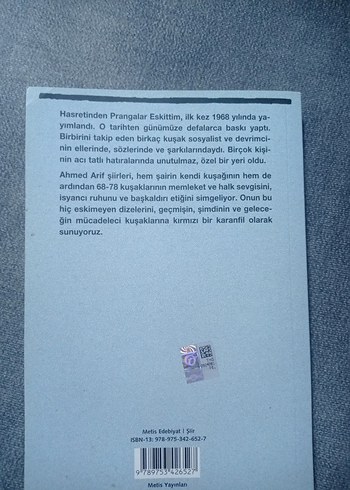 Hasretinden Prangalar Eskittim, ilk kez 1968 yılında ya-
yımlandı. O tarihten günümüze defalarca baskı yaptı.
Birbirini takip eden birkaç kuşak sosyalist ve devrimci-
nin ellerinde, sözlerinde ve şarkılarındaydı. Birçok kişi-
nin acı tatlı hatıralarında unutulmaz, özel bir yeri oldu.
Ahmed Arif şiirleri, hem şairin kendi kuşağının hem de
ardından 68-78 kuşaklarının memleket ve halk sevgisini,
isyancı ruhunu ve başkaldırı etiğini simgeliyor. Onun bu
hiç eskimeyen dizelerini, geçmişin, şimdinin ve gelece-
ğin mücadeleci kuşaklarına kırmızı bir karanfil olarak
sunuyoruz.
Metis Edebiyat | Şiir
ISBN-13: 978-975-342-652-7
9 789753 426527
Metis Yayınları